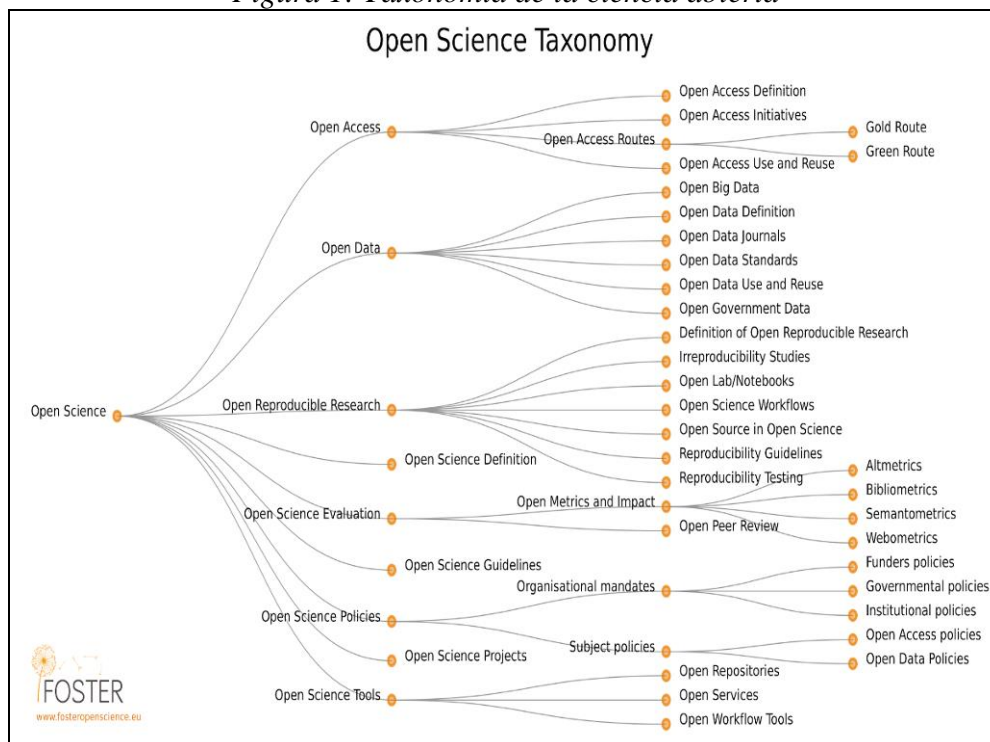 Figura 1. Taxonomía de la ciencia abierta
Open Science Taxonomy
Open Science
Open Access
Open Access Definition
Open Access Initiatives
Open Access Routes
Gold Route
Green Route
Open Access Use and Reuse
Open Data
Open Big Data
Open Data Definition
Open Data Journals
Open Data Standards
Open Data Use and Reuse
Open Government Data
Open Reproducible Research
Definition of Open Reproducible Research
Irreproducibility Studies
Open Lab/Notebooks
Open Science Workflows
Open Source in Open Science
Reproducibility Guidelines
Reproducibility Testing
Open Science Definition
Open Science Evaluation
Open Metrics and Impact
Altmetrics
Bibliometrics
Semantometrics
Webometrics
Open Peer Review
Open Science Guidelines
Open Science Policies
Organisational mandates
Funders policies
Governmental policies
Institutional policies
Subject policies
Open Access policies
Open Data Policies
Open Science Projects
Open Science Tools
Open Repositories
Open Services
Open Workflow Tools
FOSTER
www.fosteropenscience.eu